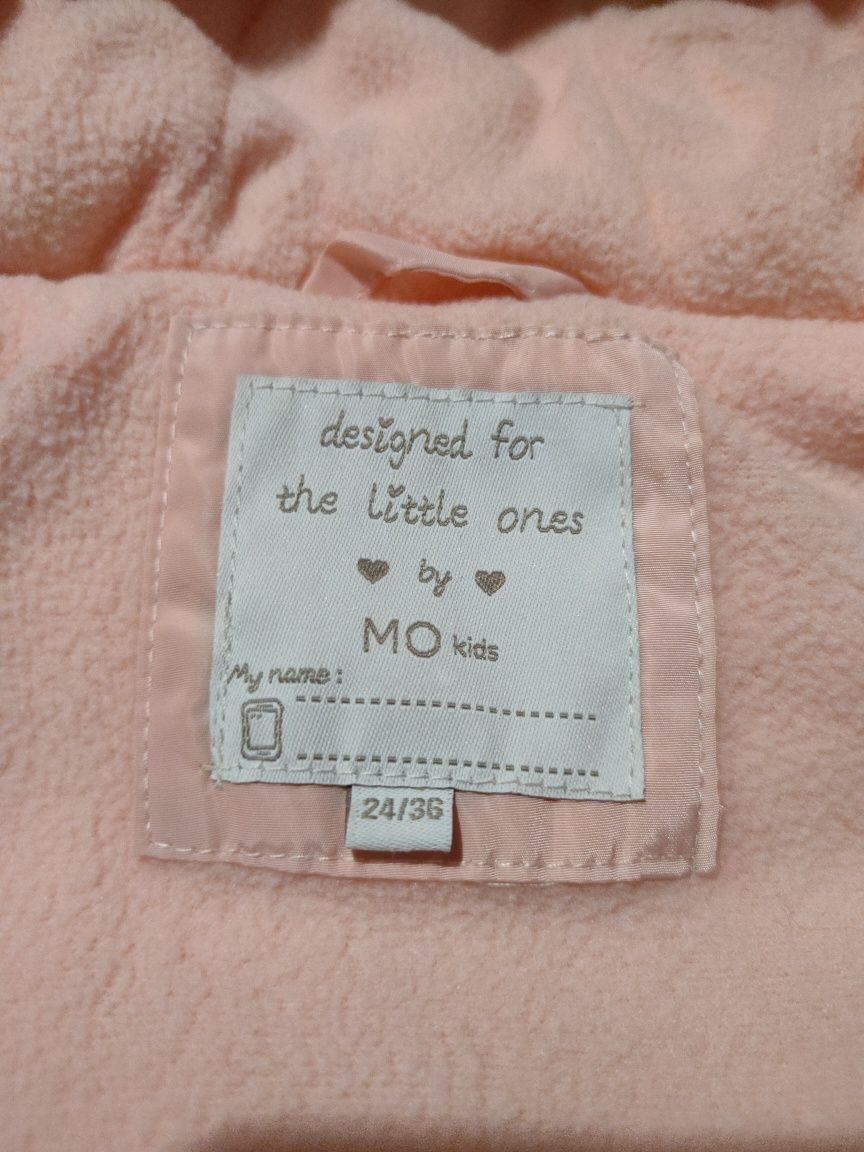 designed for
the little ones
by
MO kids
My name:
24/36